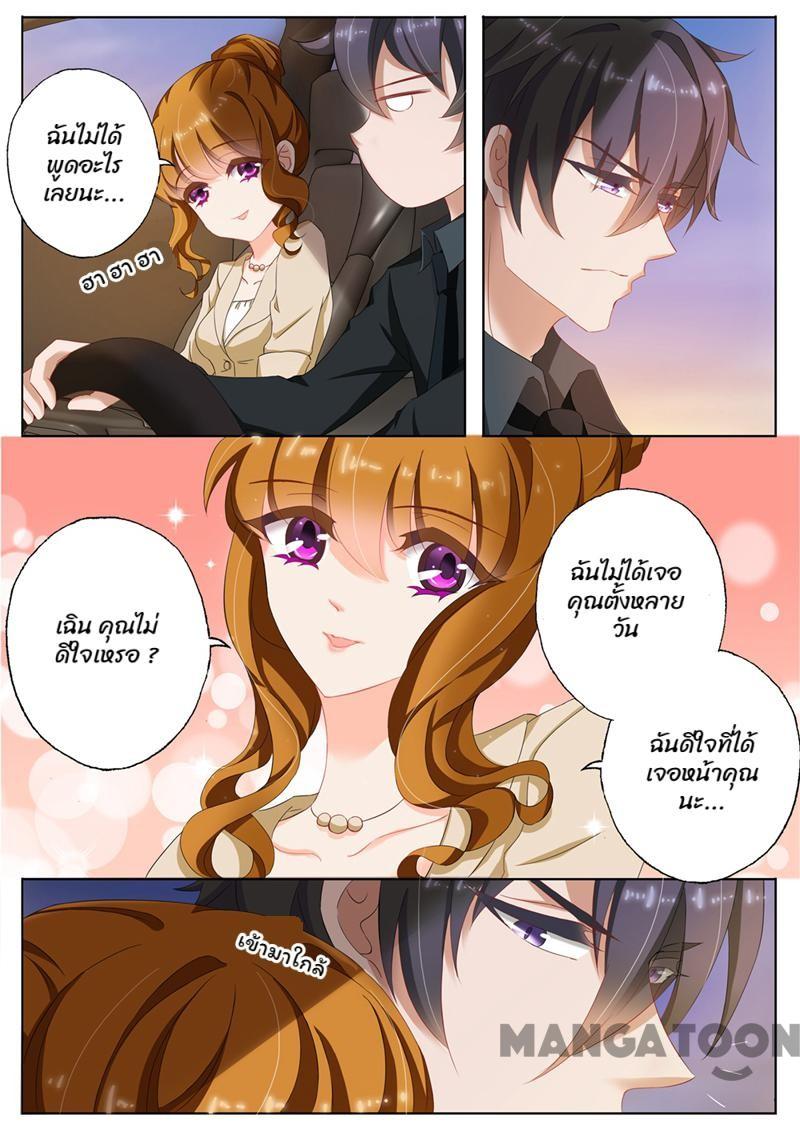 ฉันไม่ได้
พูดอะไร
เลยนะ...
ฮา ฮา ฮา
ฉันไม่ได้เจอ
คุณตั้งหลาย
วัน
เฉิน คุณไม่
ดีใจเหรอ ?
ฉันดีใจที่ได้
เจอหน้าคุณ
นะ...
เข้ามาใกล้
MANGATOON